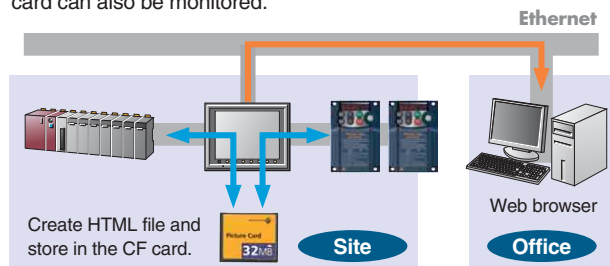 card can also be monitored.
Ethernet
Create HTML file and
store in the CF card.
Picture Card
32MB
Site
Web browser
Office